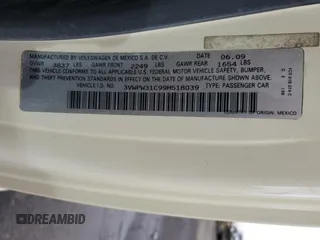 MANUFACTURED BY VOLKSWAGEN DE MEXICO S.A. DE C.V. 06.09
GVWR 3837 LBS GAWR FRONT 2249 LBS GAWR REAR 1654 LBS
THIS VEHICLE CONFORMS TO ALL APPLICABLE
U.S. FEDERAL MOTOR VEHICLE SAFETY, BUMPER,
AND THEFT PREVENTION STANDARDS IN EFFECT ON THE DATE OF MANUFACTURE SHOWN ABOVE.
VEHICLE I.D. NO.: 3VWPW31C99M518039 TYPE: PASSENGER CAR
COUNTRY OF ORIGIN, MEXICO
DREAMBID